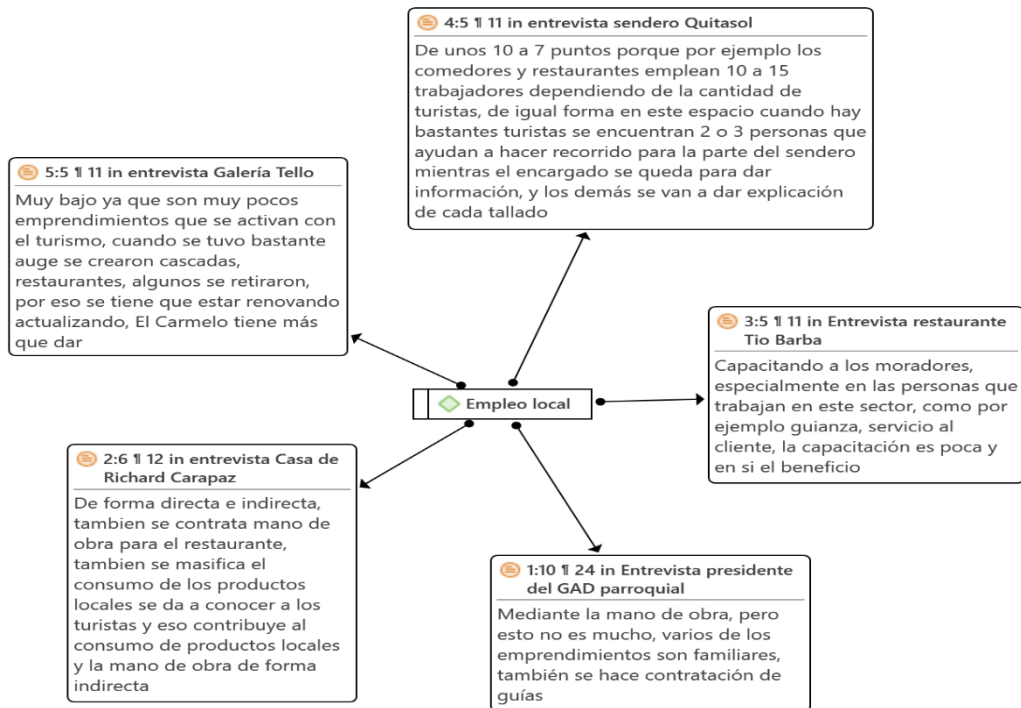 4:5 ¶ 11 in entrevista sendero Quitasol
De unos 10 a 7 puntos porque por ejemplo los
comedores y restaurantes emplean 10 a 15
trabajadores dependiendo de la cantidad de
turistas, de igual forma en este espacio cuando hay
bastantes turistas se encuentran 2 o 3 personas que
ayudan a hacer recorrido para la parte del sendero
mientras el encargado se queda para dar
información, y los demás se van a dar explicación
de cada tallado
5:5 ¶ 11 in entrevista Galería Tello
Muy bajo ya que son muy pocos
emprendimientos que se activan con
el turismo, cuando se tuvo bastante
auge se crearon cascadas,
restaurantes, algunos se retiraron,
por eso se tiene que estar renovando
actualizando, El Carmelo tiene más
que dar
3:5 ¶ 11 in Entrevista restaurante
Tio Barba
Capacitando a los moradores,
especialmente en las personas que
trabajan en este sector, como por
ejemplo guianza, servicio al
cliente, la capacitación es poca y
en si el beneficio
Empleo local
2:6 ¶ 12 in entrevista Casa de
Richard Carapaz
De forma directa e indirecta,
tambien se contrata mano de
obra para el restaurante,
tambien se masifica el
consumo de los productos
locales se da a conocer a los
turistas y eso contribuye al
consumo de productos locales
y la mano de obra de forma
indirecta
1:10 ¶ 24 in Entrevista presidente
del GAD parroquial
Mediante la mano de obra, pero
esto no es mucho, varios de los
emprendimientos son familiares,
también se hace contratación de
guías